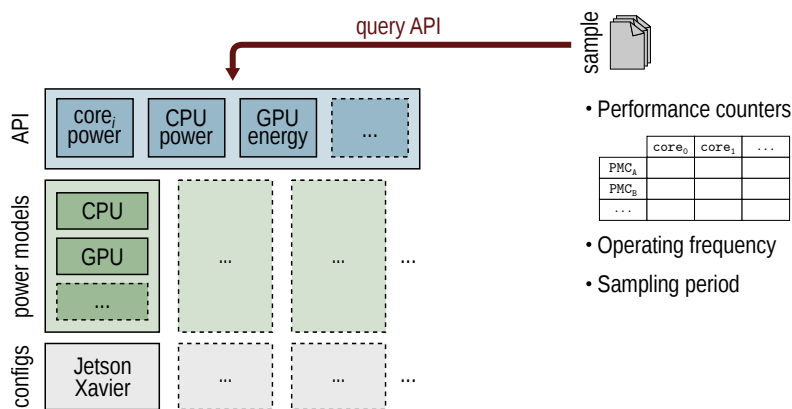 query API
sample
API
core_i power
CPU power
GPU energy
...
• Performance counters
core_0 core_1 ...
PMC_A
PMC_B
...
• Operating frequency
• Sampling period
power models
CPU
GPU
...
...
...
...
configs
Jetson Xavier
...
...
...